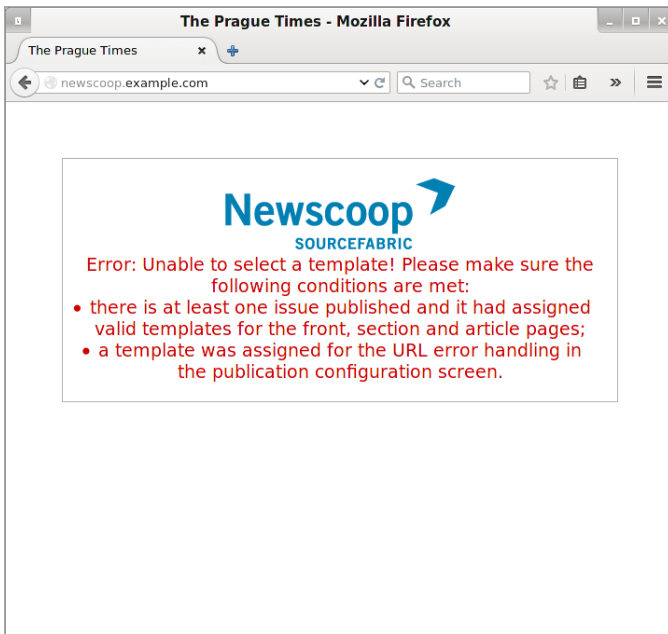 The Prague Times - Mozilla Firefox
The Prague Times
newscoop.example.com
Search
Newscoop
SOURCEFABRIC
Error: Unable to select a template! Please make sure the
following conditions are met:
• there is at least one issue published and it had assigned
valid templates for the front, section and article pages;
• a template was assigned for the URL error handling in
the publication configuration screen.